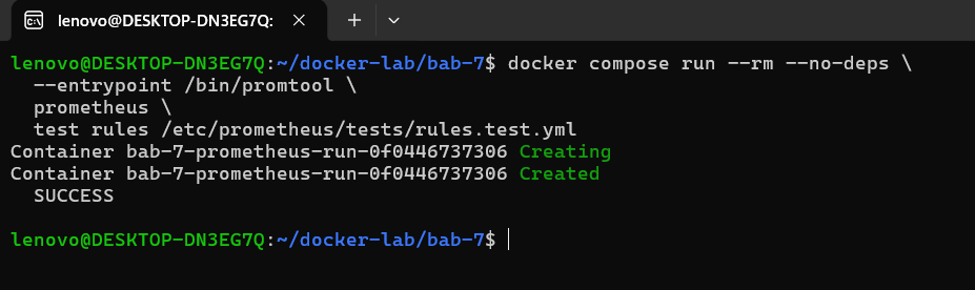 lenovo@DESKTOP-DN3EG7Q:
lenovo@DESKTOP-DN3EG7Q:~/docker-lab/bab-7$ docker compose run --rm --no-deps \
  --entrypoint /bin/promtool \
  prometheus \
  test rules /etc/prometheus/tests/rules.test.yml
Container bab-7-prometheus-run-0f0446737306 Creating
Container bab-7-prometheus-run-0f0446737306 Created
  SUCCESS
lenovo@DESKTOP-DN3EG7Q:~/docker-lab/bab-7$